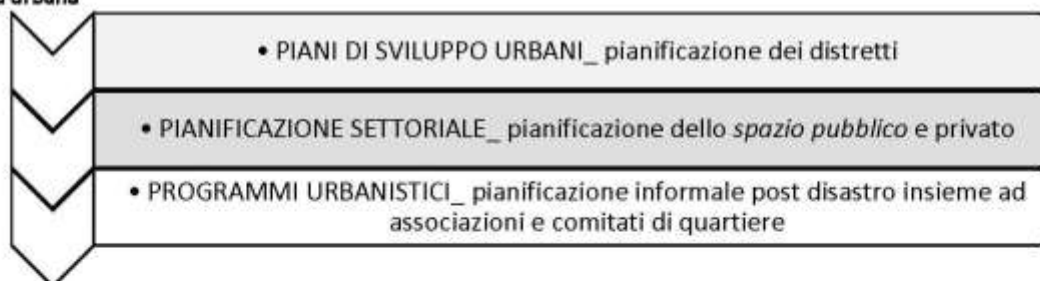 urbana
• PIANI DI SVILUPPO URBANI_ pianificazione dei distretti
• PIANIFICAZIONE SETTORIALE_ pianificazione dello spazio pubblico e privato
• PROGRAMMI URBANISTICI_ pianificazione informale post disastro insieme ad
associazioni e comitati di quartiere